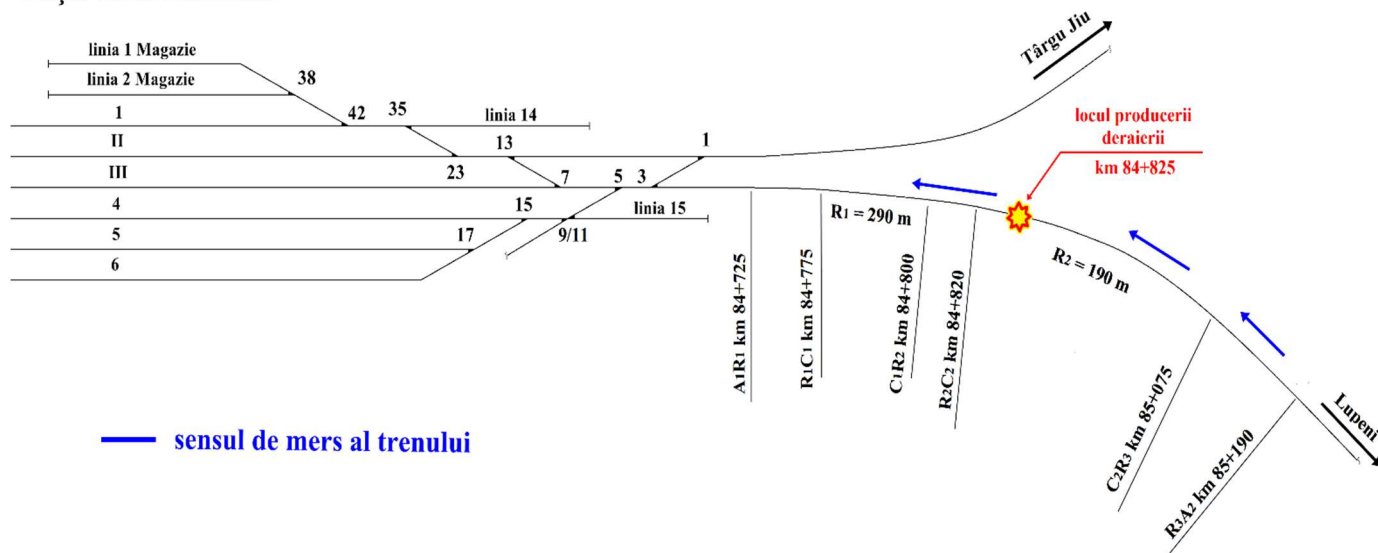 linia 1 Magazie
linia 2 Magazie
38
1
42
35
linia 14
II
13
1
23
III
7
5
3
4
15
linia 15
5
17
9/11
6
Târgu Jiu
locul producerii
deraierii
km 84+825
R1 = 290 m
R2 = 190 m
A1R1 km 84+725
R1C1 km 84+775
C1R2 km 84+800
R2C2 km 84+820
C2R3 km 85+075
R3A2 km 85+190
Lupeni
sensul de mers al trenului